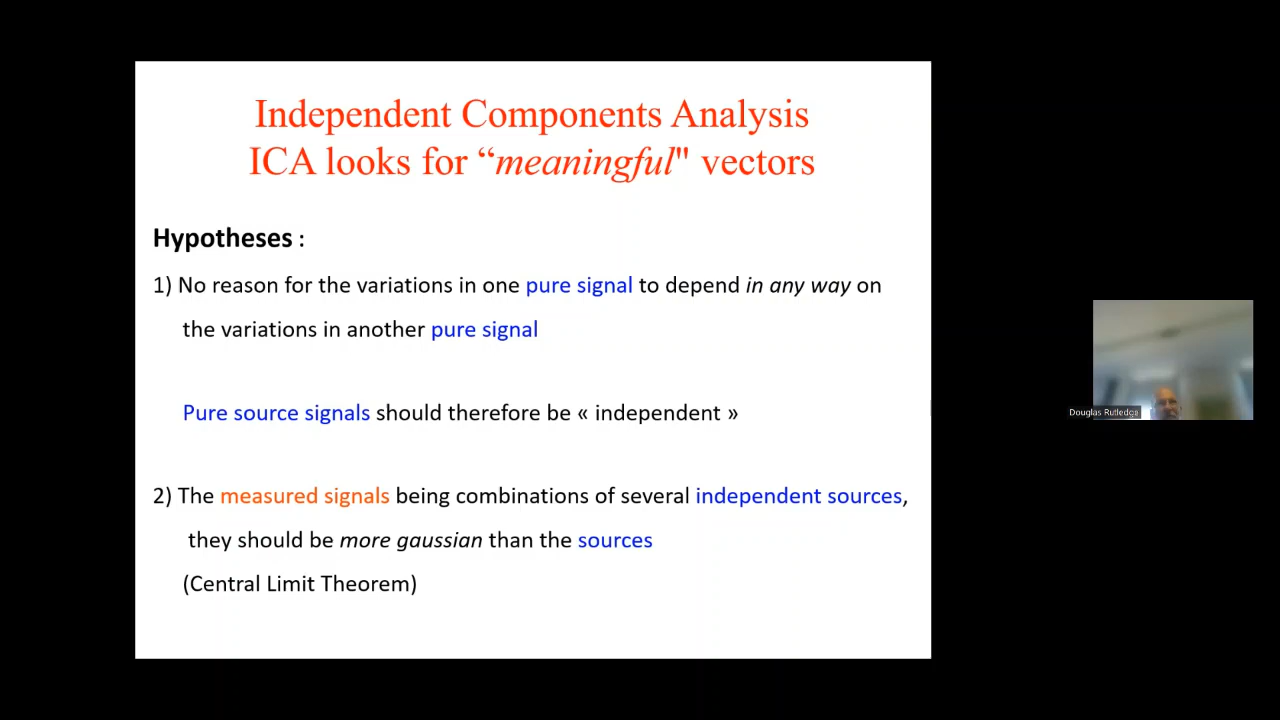 Independent Components Analysis
ICA looks for “meaningful" vectors
Hypotheses :
1) No reason for the variations in one pure signal to depend in any way on
the variations in another pure signal
Pure source signals should therefore be « independent »
2) The measured signals being combinations of several independent sources,
they should be more gaussian than the sources
(Central Limit Theorem)
Douglas Rutledge